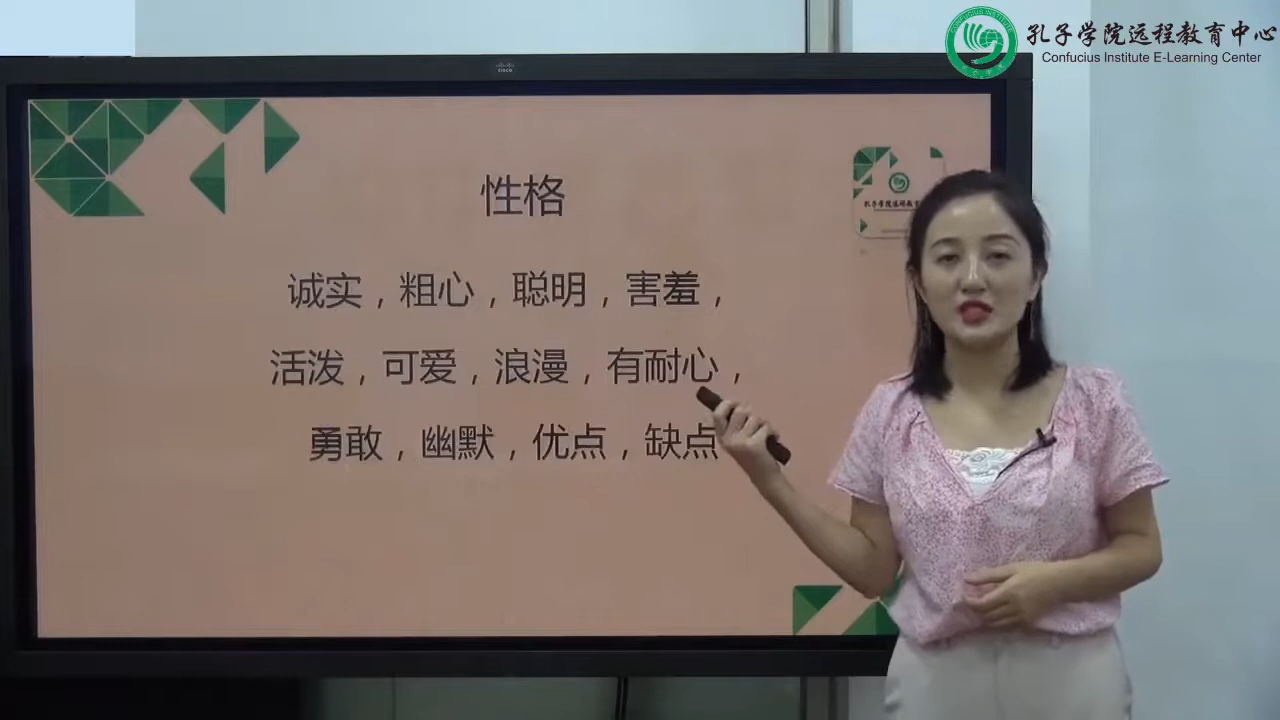 孔子学院远程教育中心
Confucius Institute E-Learning Center
CISCO
性格
诚实，粗心，聪明，害羞，
活泼，可爱，浪漫，有耐心，
勇敢，幽默，优点，缺点